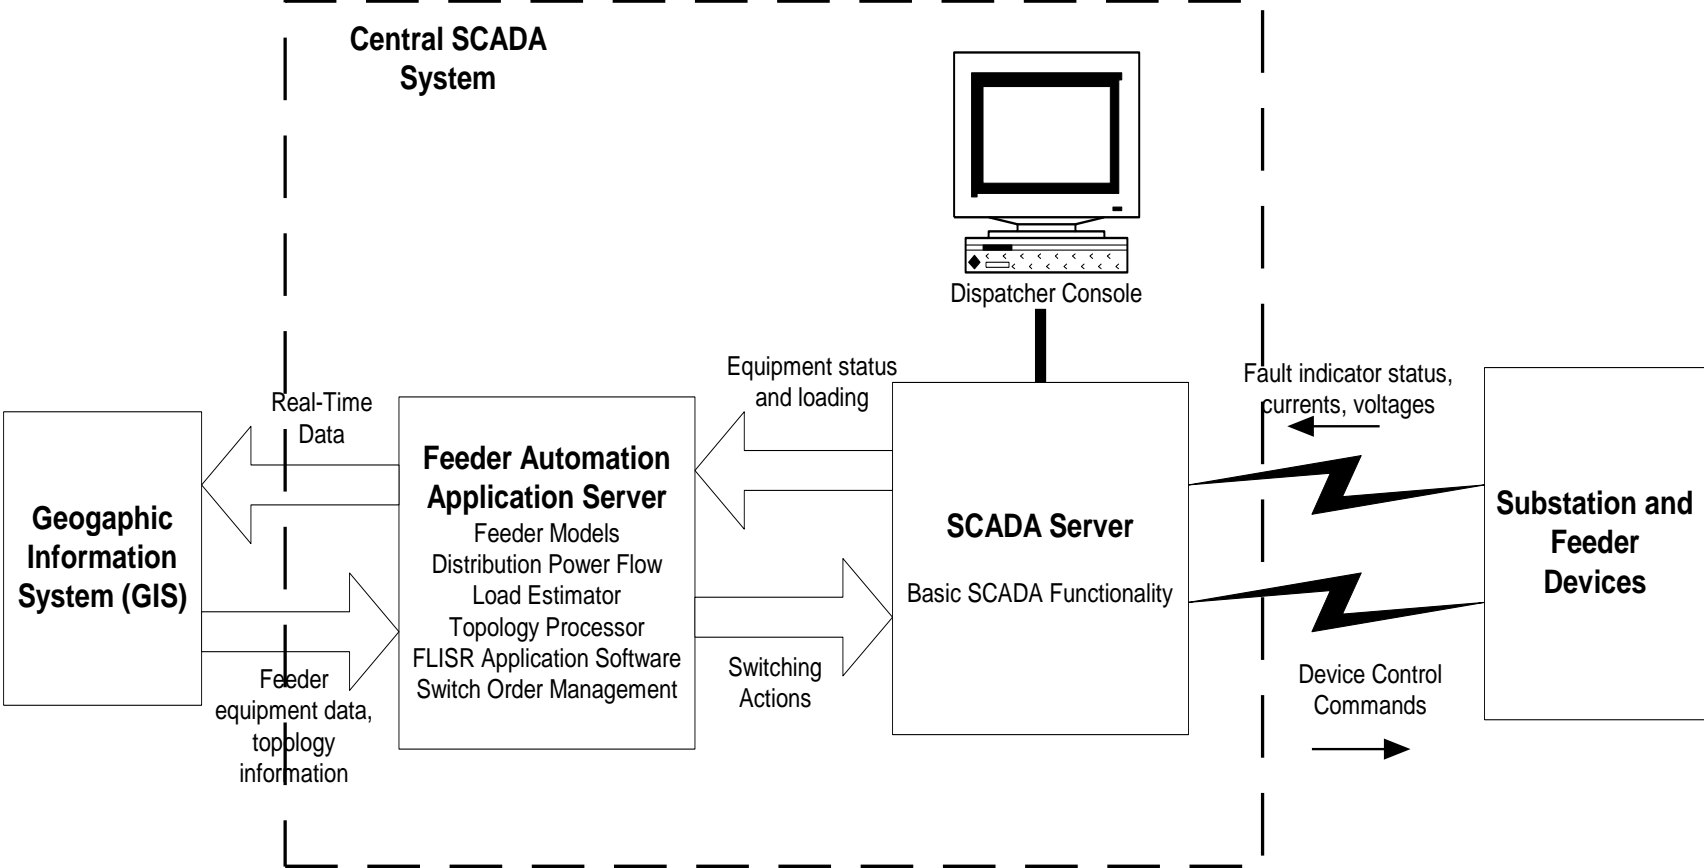 Central SCADA
System
Dispatcher Console
Equipment status
and loading
Fault indicator status,
currents, voltages
Real-Time
Data
Geogaphic
Information
System (GIS)
Feeder Automation
Application Server
Feeder Models
Distribution Power Flow
Load Estimator
Topology Processor
FLISR Application Software
Switch Order Management
SCADA Server
Basic SCADA Functionality
Substation and
Feeder
Devices
Feeder
equipment data,
topology
information
Switching
Actions
Device Control
Commands